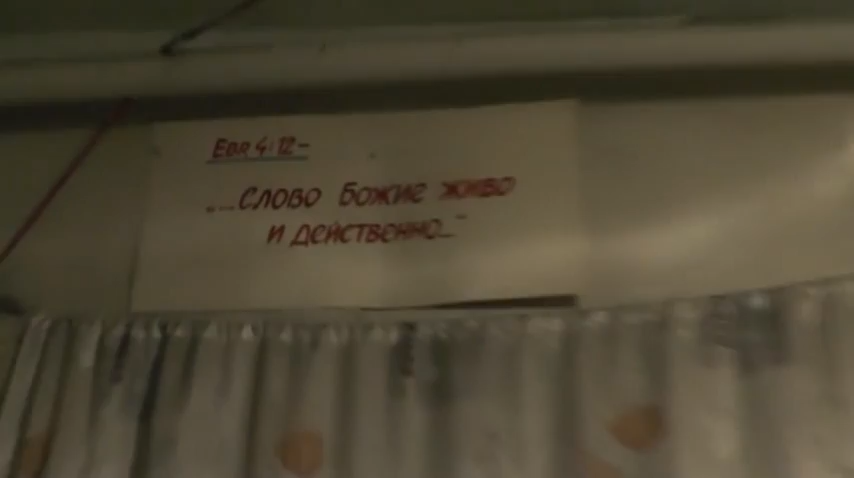 Евр 4:12-
"...Слово Божие живо
и действенно..."